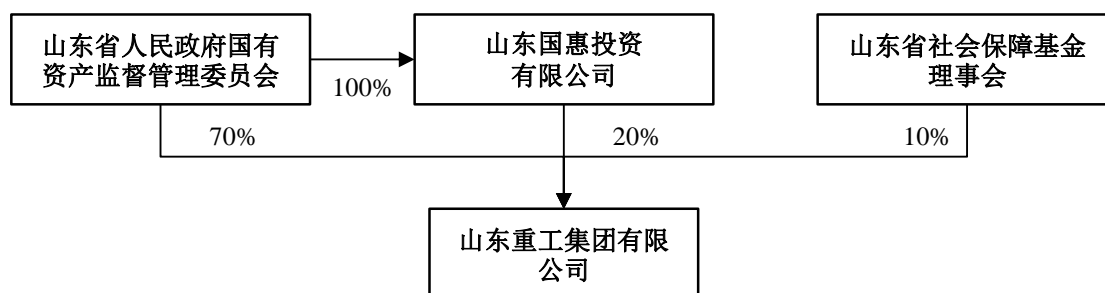 山东省人民政府国有
资产监督管理委员会
山东国惠投资
有限公司
山东省社会保障基金
理事会
100%
70%
20%
10%
山东重工集团有限
公司